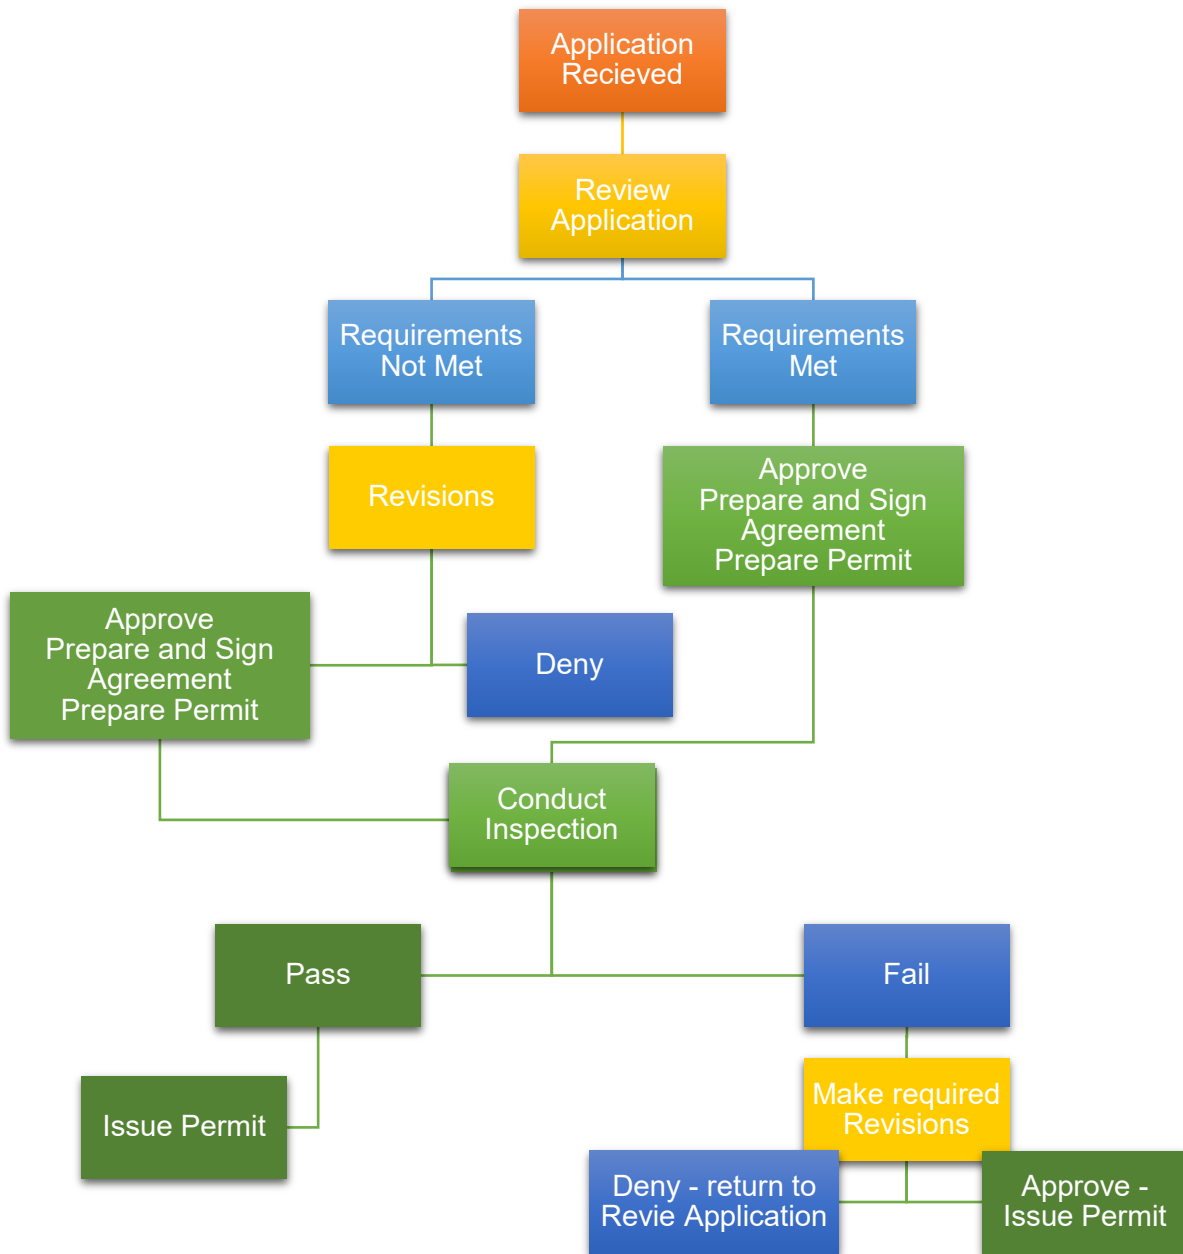 Application
Recieved
Review
Application
Requirements
Not Met
Requirements
Met
Revisions
Approve
Prepare and Sign
Agreement
Prepare Permit
Approve
Prepare and Sign
Agreement
Prepare Permit
Deny
Conduct
Inspection
Pass
Fail
Issue Permit
Make required
Revisions
Deny - return to
Revie Application
Approve -
Issue Permit